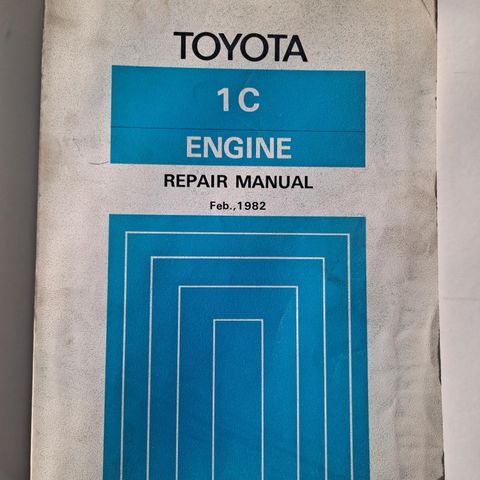 TOYOTA
1C
ENGINE
REPAIR MANUAL
Feb.,1982